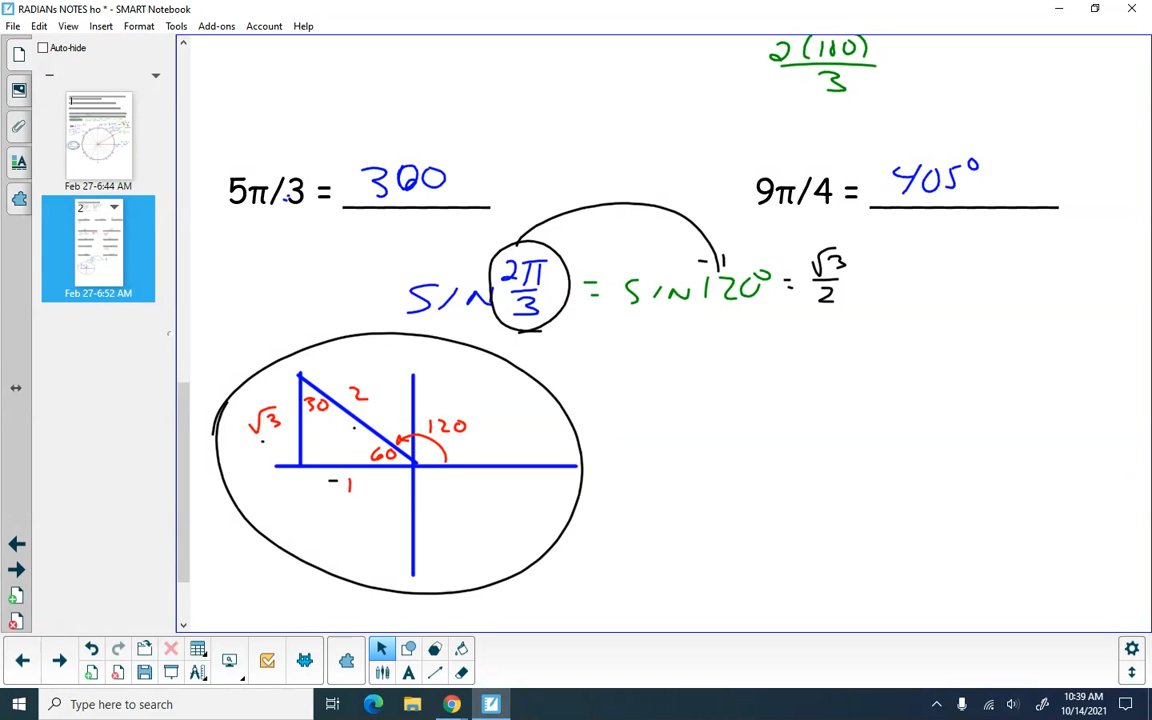 RADIANs NOTES ho * - SMART Notebook
File Edit View Insert Format Tools Add-ons Account Help
Auto-hide
1
Feb 27-6:44 AM
2
Feb 27-6:52 AM
2(180)
3
5π/3 = 300
9π/4 = 405°
sin 2π/3 = sin 120° = √3/2
√3 30 2
60 120
-1
Type here to search
10:39 AM
10/14/2021